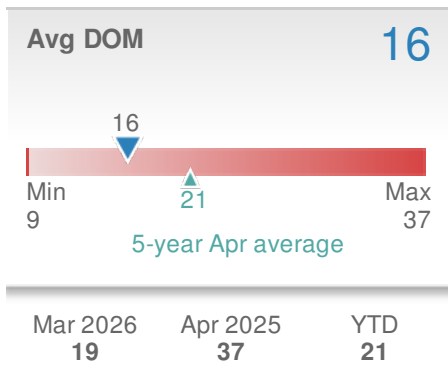 Avg DOM 16
16
Min Max
9 37
21
5-year Apr average
Mar 2026 Apr 2025 YTD
19 37 21